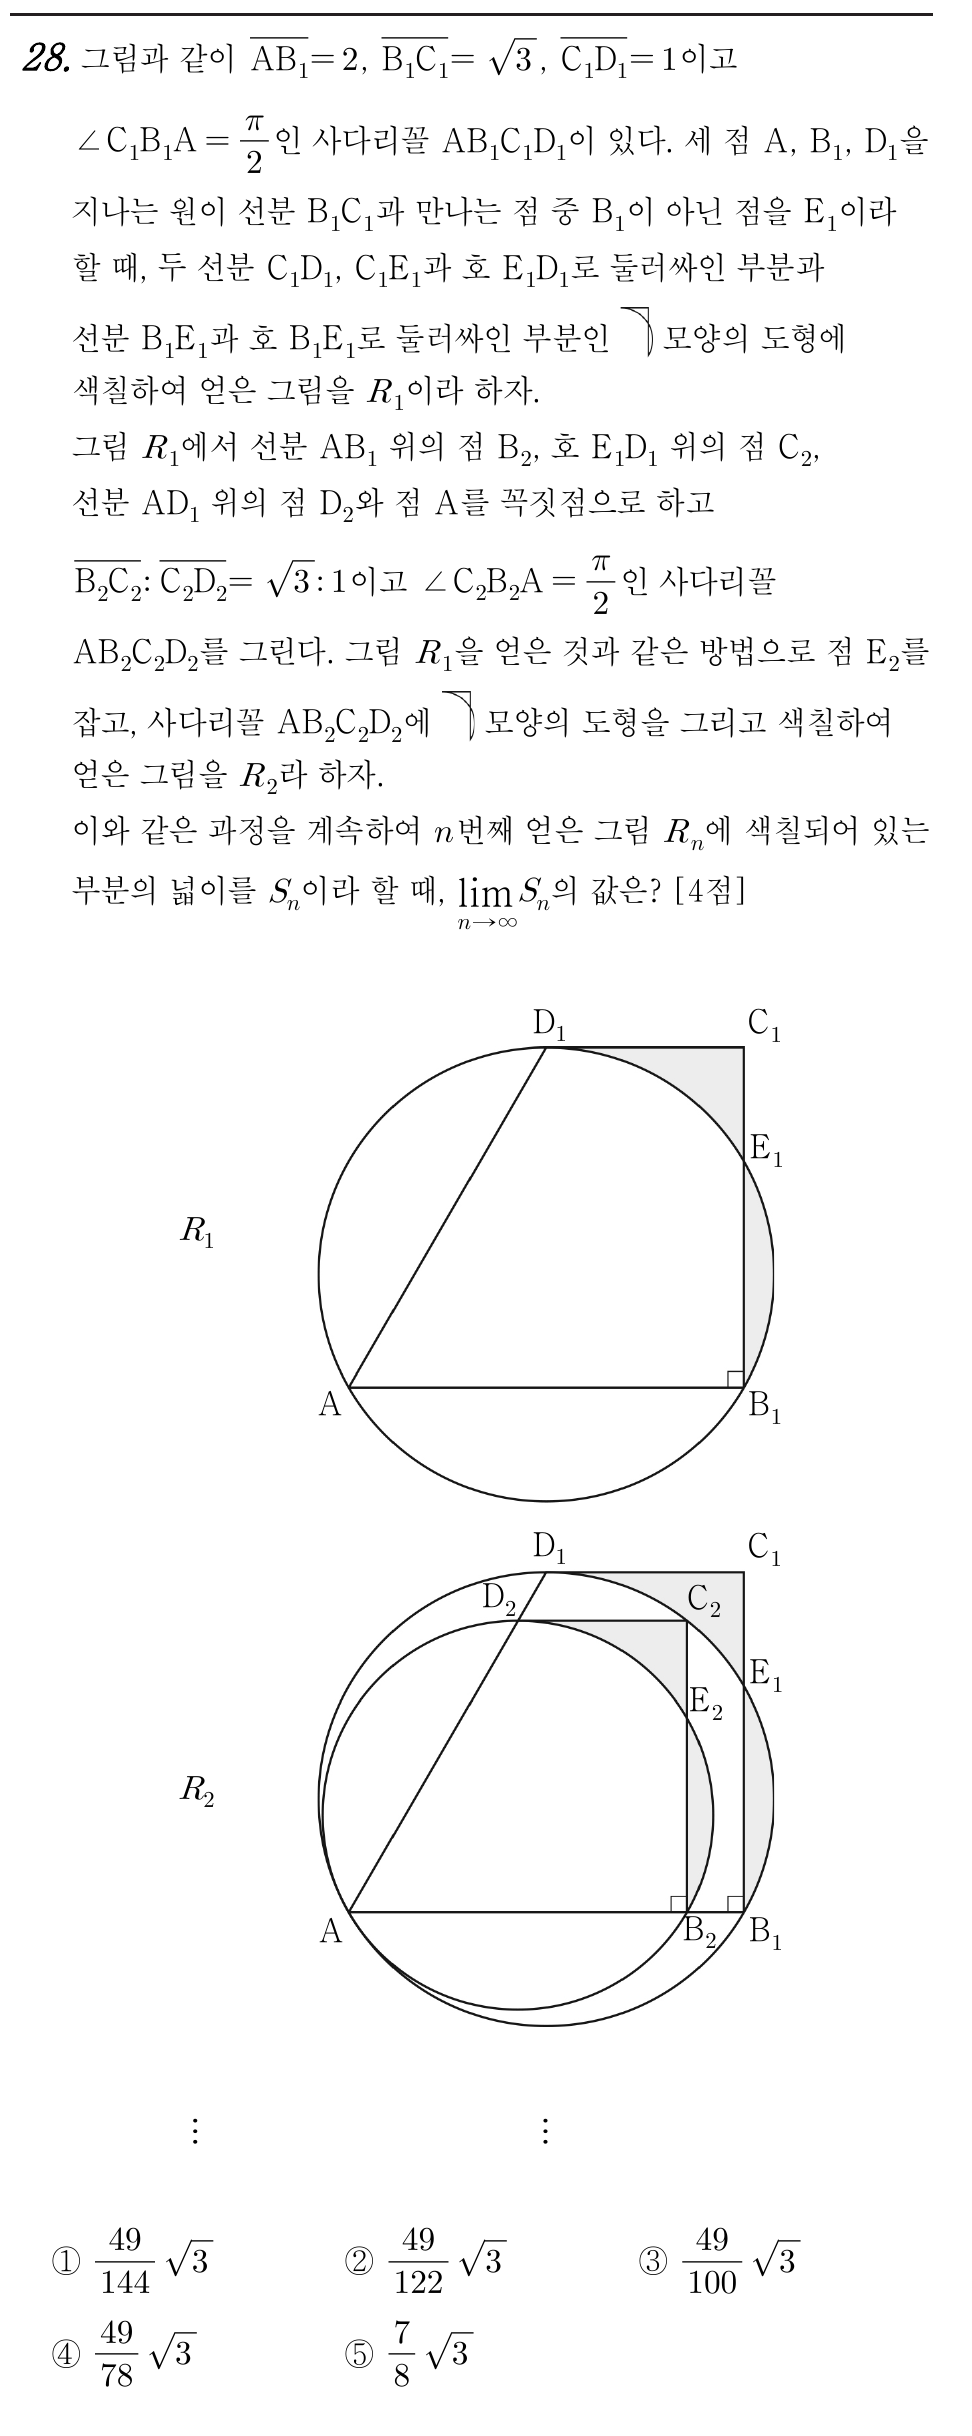 28. 그림과 같이 $\overline{AB_1}=2$, $\overline{B_1C_1}=\sqrt{3}$, $\overline{C_1D_1}=1$이고
$\angle C_1B_1A=\frac{\pi}{2}$인 사다리꼴 $AB_1C_1D_1$이 있다. 세 점 A, $B_1$, $D_1$을
지나는 원이 선분 $B_1C_1$과 만나는 점 중 $B_1$이 아닌 점을 $E_1$이라
할 때, 두 선분 $C_1D_1$, $C_1E_1$과 호 $E_1D_1$로 둘러싸인 부분과
선분 $B_1E_1$과 호 $B_1E_1$로 둘러싸인 부분인 모양의 도형에
색칠하여 얻은 그림을 $R_1$이라 하자.
그림 $R_1$에서 선분 $AB_1$ 위의 점 $B_2$, 호 $E_1D_1$ 위의 점 $C_2$,
선분 $AD_1$ 위의 점 $D_2$와 점 A를 꼭짓점으로 하고
$\overline{B_2C_2}:\overline{C_2D_2}=\sqrt{3}:1$이고 $\angle C_2B_2A=\frac{\pi}{2}$인 사다리꼴
$AB_2C_2D_2$를 그린다. 그림 $R_1$을 얻은 것과 같은 방법으로 점 $E_2$를
잡고, 사다리꼴 $AB_2C_2D_2$에 모양의 도형을 그리고 색칠하여
얻은 그림을 $R_2$라 하자.
이와 같은 과정을 계속하여 $n$번째 얻은 그림 $R_n$에 색칠되어 있는
부분의 넓이를 $S_n$이라 할 때, $\lim_{n\to\infty}S_n$의 값은? [4점]
$D_1$ $C_1$
$E_1$
$R_1$
A $B_1$
$D_1$ $C_1$
$D_2$ $C_2$
$E_1$
$E_2$
$R_2$
A $B_2$ $B_1$
⋮ ⋮
① $\frac{49}{144}\sqrt{3}$ ② $\frac{49}{122}\sqrt{3}$ ③ $\frac{49}{100}\sqrt{3}$
④ $\frac{49}{78}\sqrt{3}$ ⑤ $\frac{7}{8}\sqrt{3}$